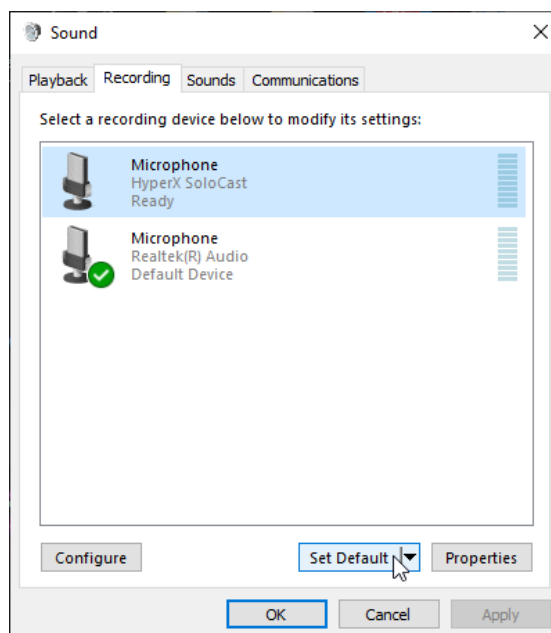 Sound
Playback Recording Sounds Communications
Select a recording device below to modify its settings:
Microphone
HyperX SoloCast
Ready
Microphone
Realtek(R) Audio
Default Device
Configure Set Default Properties
OK Cancel Apply